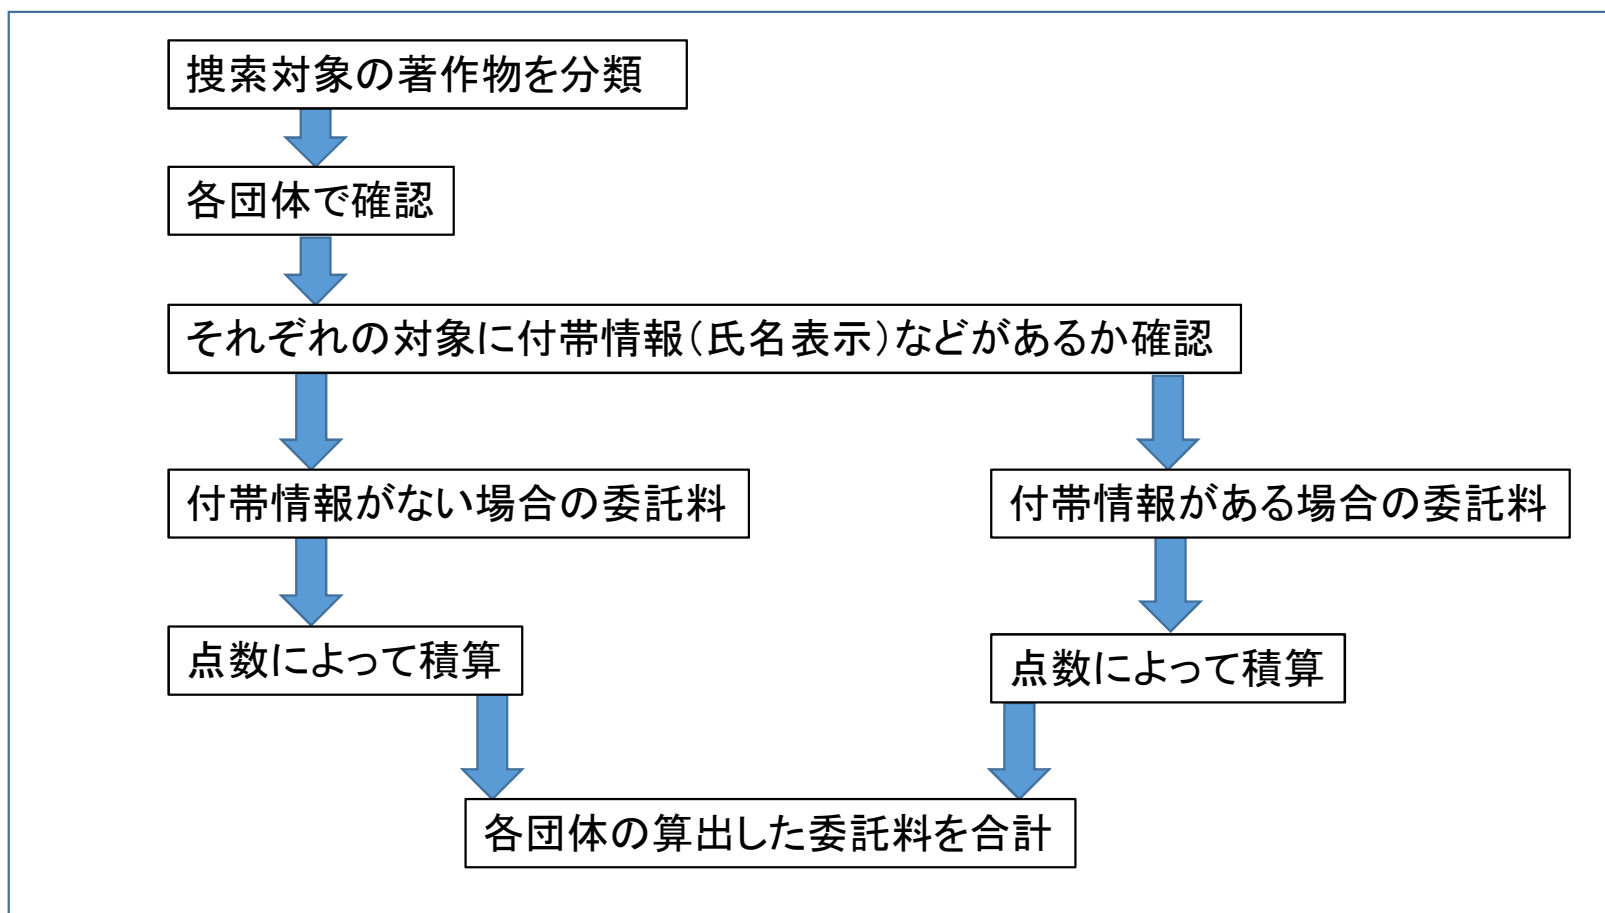 捜索対象の著作物を分類
各団体で確認
それぞれの対象に付帯情報（氏名表示）などがあるか確認
付帯情報がない場合の委託料
付帯情報がある場合の委託料
点数によって積算
点数によって積算
各団体の算出した委託料を合計